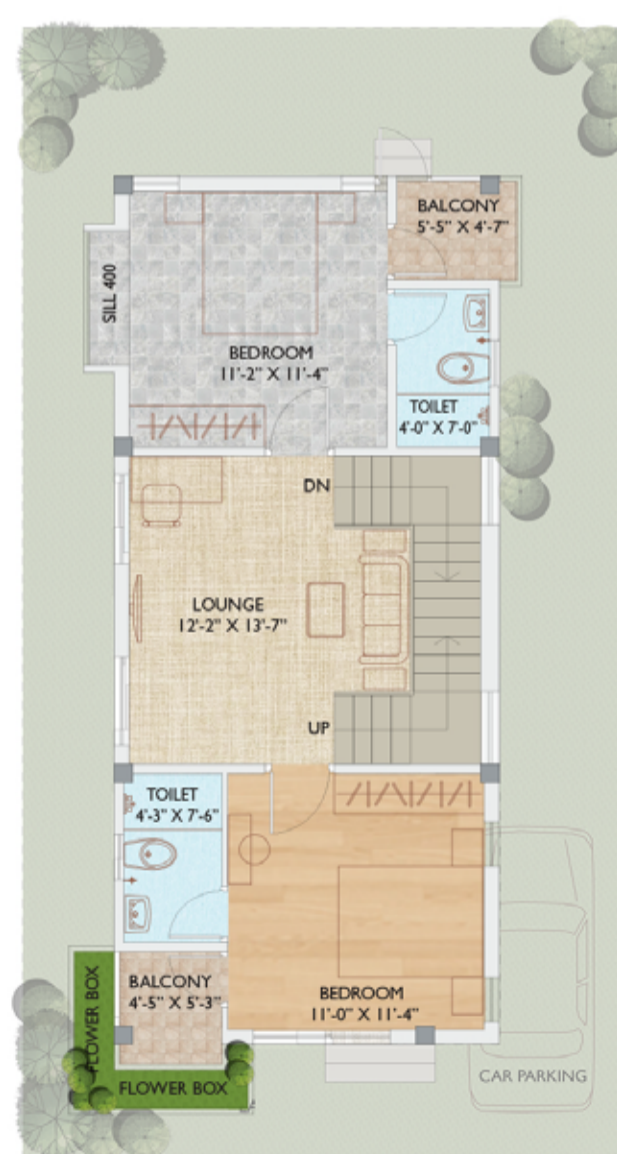 BALCONY
5'-5" X 4'-7"
SILL 400
BEDROOM
11'-2" X 11'-4"
TOILET
4'-0" X 7'-0"
DN
LOUNGE
12'-2" X 13'-7"
UP
TOILET
4'-3" X 7'-6"
BALCONY
4'-5" X 5'-3"
BEDROOM
11'-0" X 11'-4"
FLOWER BOX
FLOWER BOX
CAR PARKING